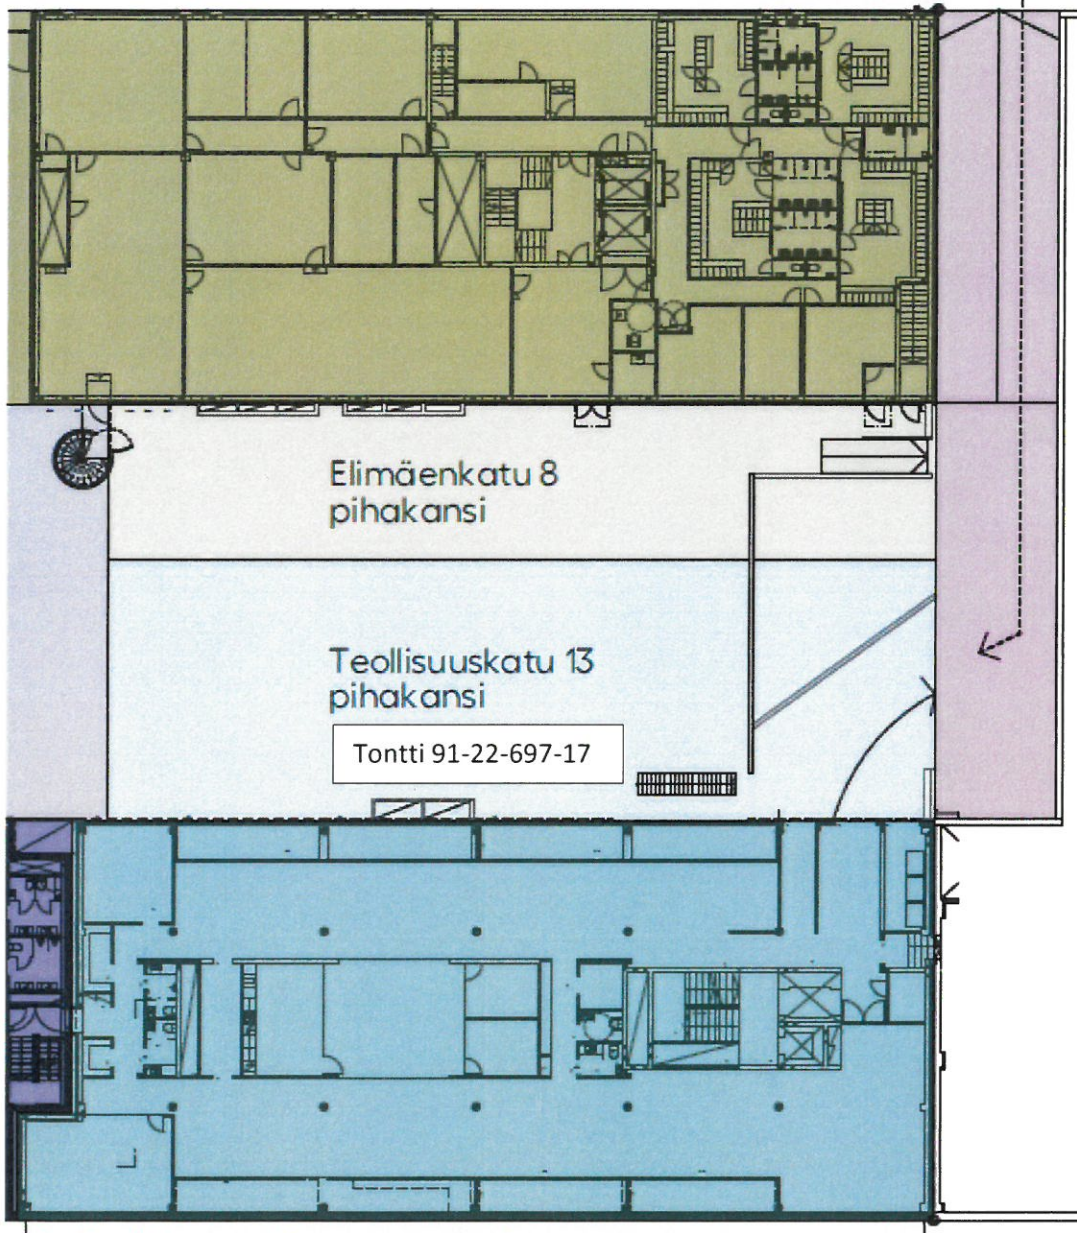 Elimäenkatu 8
pihakansi
Teollisuuskatu 13
pihakansi
Tontti 91-22-697-17